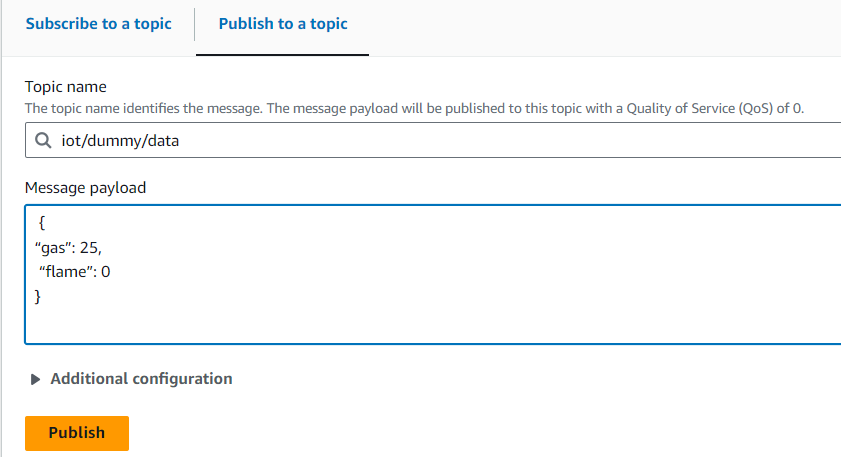 Subscribe to a topic
Publish to a topic
Topic name
The topic name identifies the message. The message payload will be published to this topic with a Quality of Service (QoS) of 0.
iot/dummy/data
Message payload
{
“gas”: 25,
“flame”: 0
}
Additional configuration
Publish